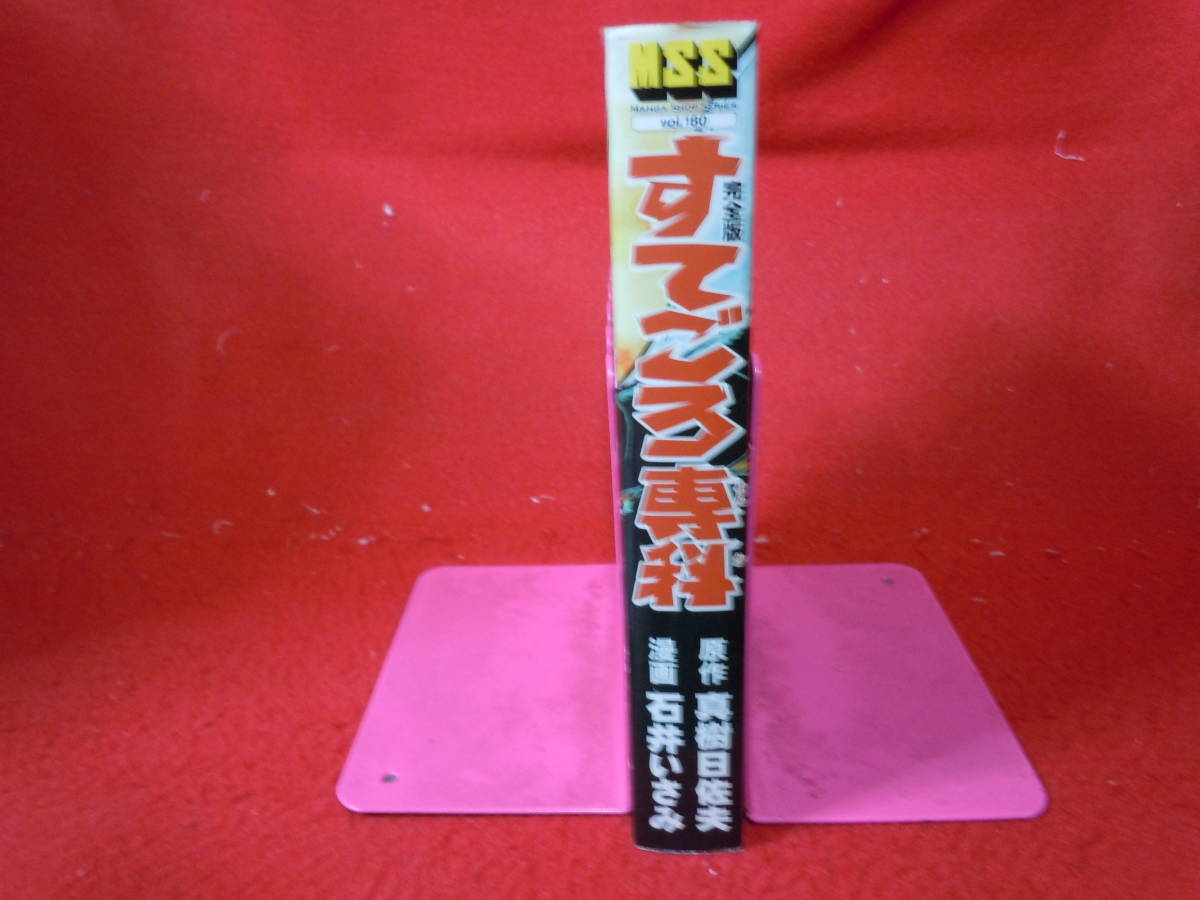 MSS
MANGA SHOP SERIES
vol.180
完全版
すてごろ専科
原作 真樹日佐夫
漫画 石井いさみ